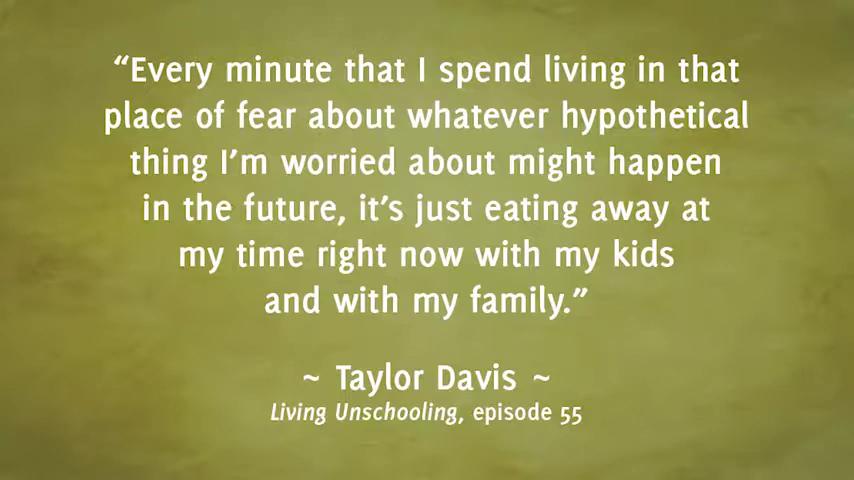 “Every minute that I spend living in that
place of fear about whatever hypothetical
thing I’m worried about might happen
in the future, it’s just eating away at
my time right now with my kids
and with my family.”
~ Taylor Davis ~
Living Unschooling, episode 55